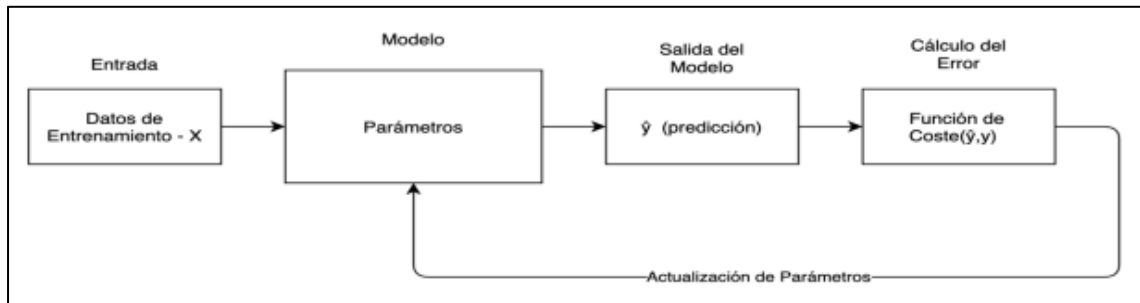 Entrada
Datos de
Entrenamiento - X
Modelo
Parámetros
Salida del
Modelo
ŷ (predicción)
Cálculo del
Error
Función de
Coste(ŷ,y)
Actualización de Parámetros